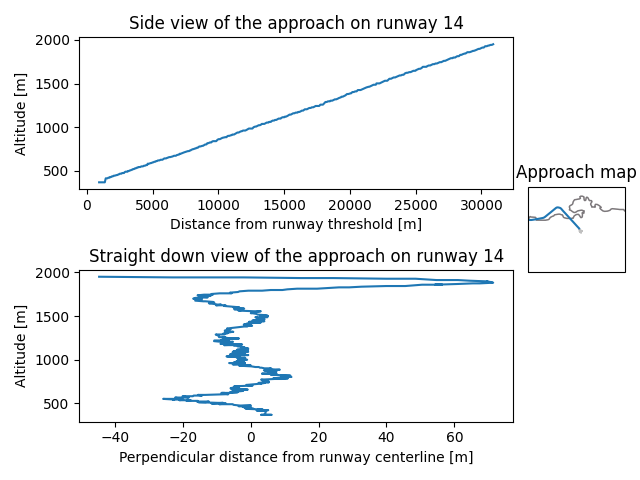 Side view of the approach on runway 14
2000
1500
1000
500
Altitude [m]
0 5000 10000 15000 20000 25000 30000
Distance from runway threshold [m]
Approach map
Straight down view of the approach on runway 14
2000
1500
1000
500
Altitude [m]
−40 −20 0 20 40 60
Perpendicular distance from runway centerline [m]